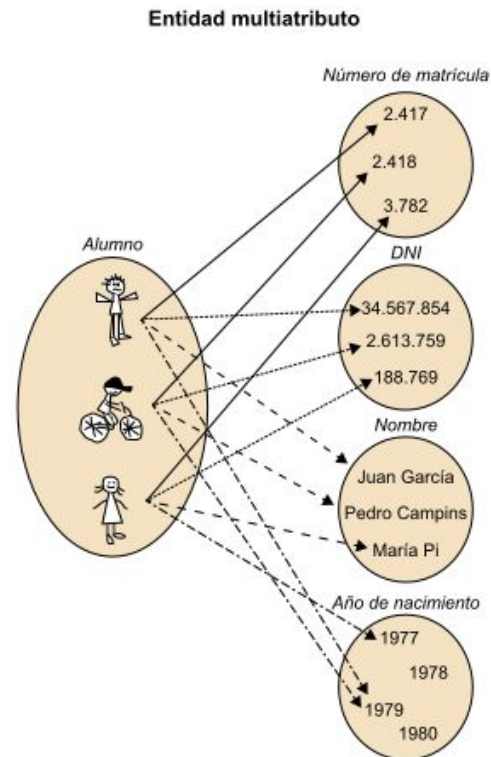 Entidad multiatributo
Número de matrícula
2.417
2.418
3.782
Alumno
DNI
34.567.854
2.613.759
188.769
Nombre
Juan García
Pedro Campins
María Pi
Año de nacimiento
1977
1978
1979
1980